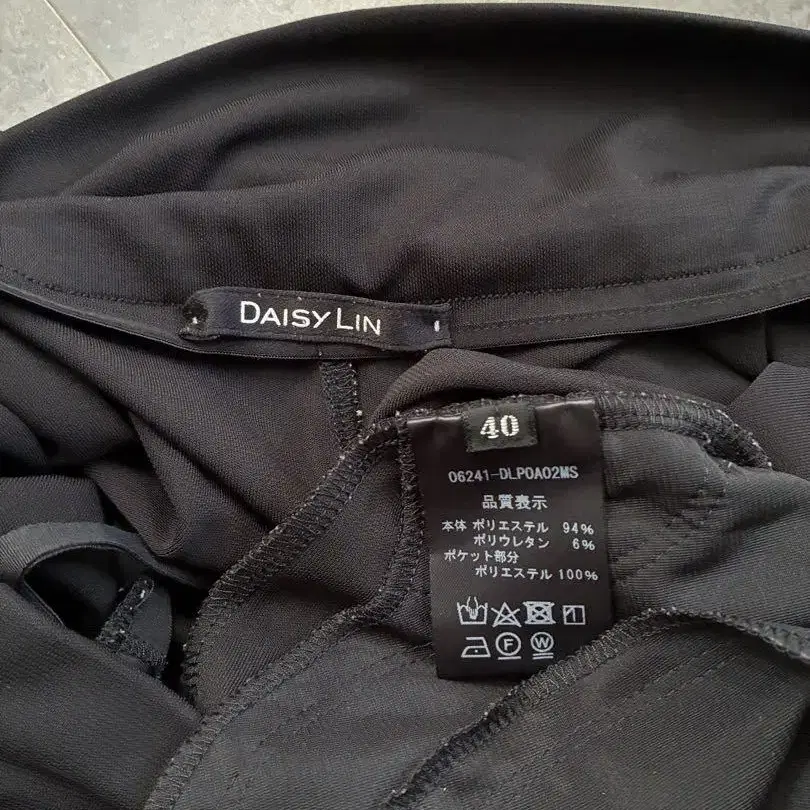 DAISY LIN
40
06241-DLP0A02MS
品質表示
本体 ポリエステル 94%
ポリウレタン 6%
ポケット部分
ポリエステル 100%
F W